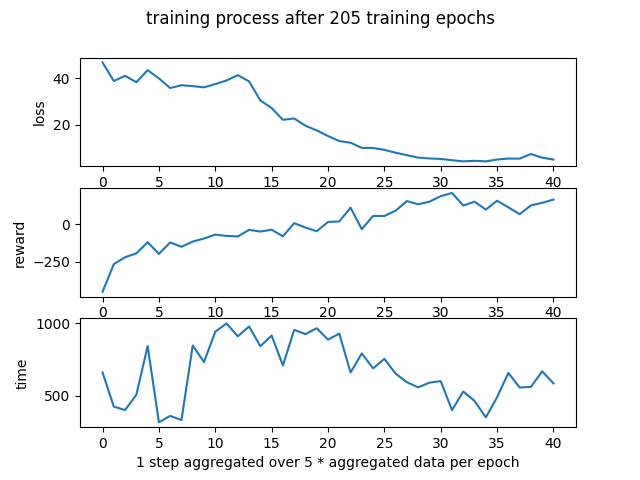 training process after 205 training epochs
loss
40
20
0 5 10 15 20 25 30 35 40
reward
0
−250
0 5 10 15 20 25 30 35 40
time
1000
500
0 5 10 15 20 25 30 35 40
1 step aggregated over 5 * aggregated data per epoch